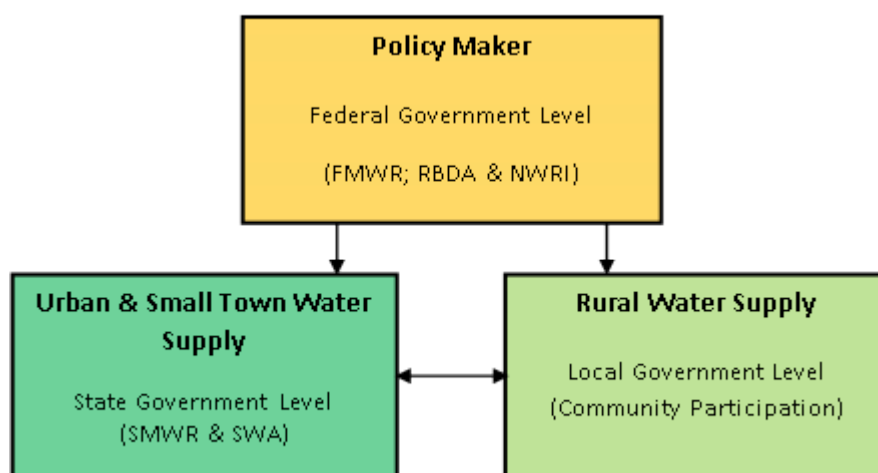 Policy Maker
Federal Government Level
(FMWR; RBDA & NWRI)
Urban & Small Town Water
Supply
State Government Level
(SMWR & SWA)
Rural Water Supply
Local Government Level
(Community Participation)